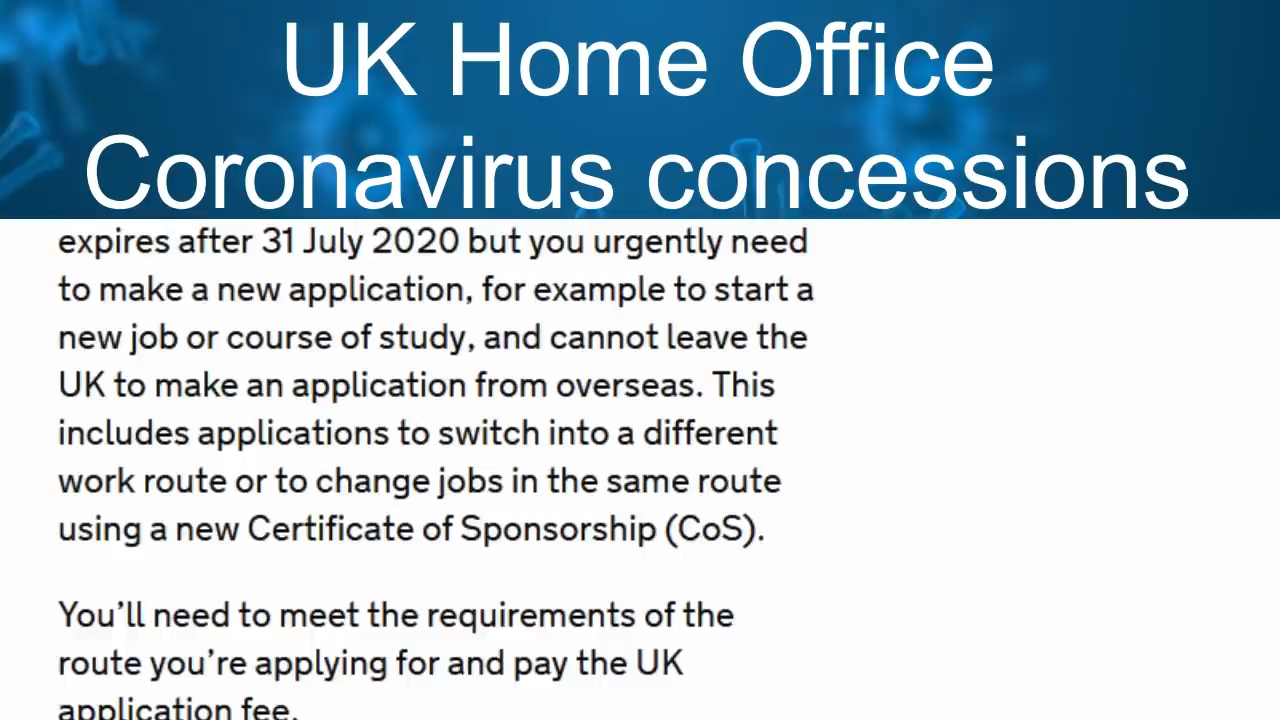 UK Home Office
Coronavirus concessions
expires after 31 July 2020 but you urgently need
to make a new application, for example to start a
new job or course of study, and cannot leave the
UK to make an application from overseas. This
includes applications to switch into a different
work route or to change jobs in the same route
using a new Certificate of Sponsorship (CoS).
You’ll need to meet the requirements of the
route you’re applying for and pay the UK
application fee.